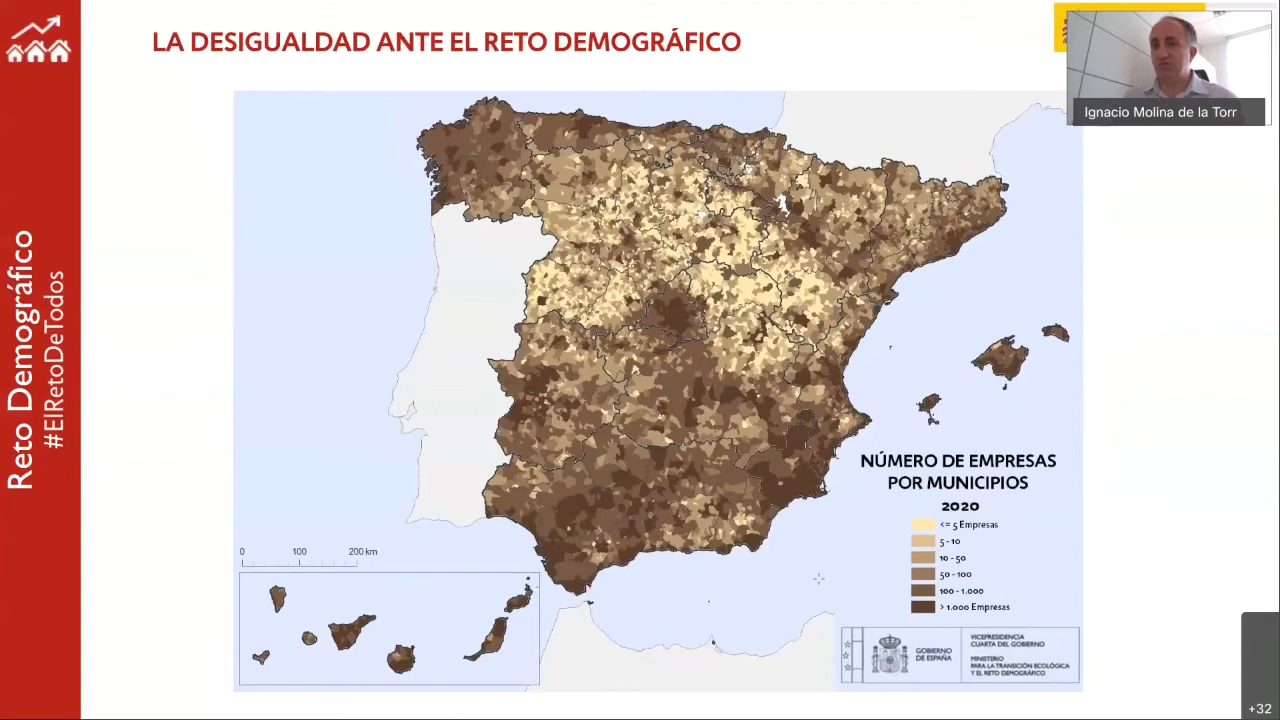 LA DESIGUALDAD ANTE EL RETO DEMOGRÁFICO
Ignacio Molina de la Torr
Reto Demográfico
#ElRetoDeTodos
NÚMERO DE EMPRESAS
POR MUNICIPIOS
2020
<= 5 Empresas
5 - 10
10 - 50
50 - 100
100 - 1.000
> 1.000 Empresas
0 100 200 km
GOBIERNO
DE ESPAÑA
VICEPRESIDENCIA
CUARTA DEL GOBIERNO
MINISTERIO
PARA LA TRANSICIÓN ECOLÓGICA
Y EL RETO DEMOGRÁFICO
+32